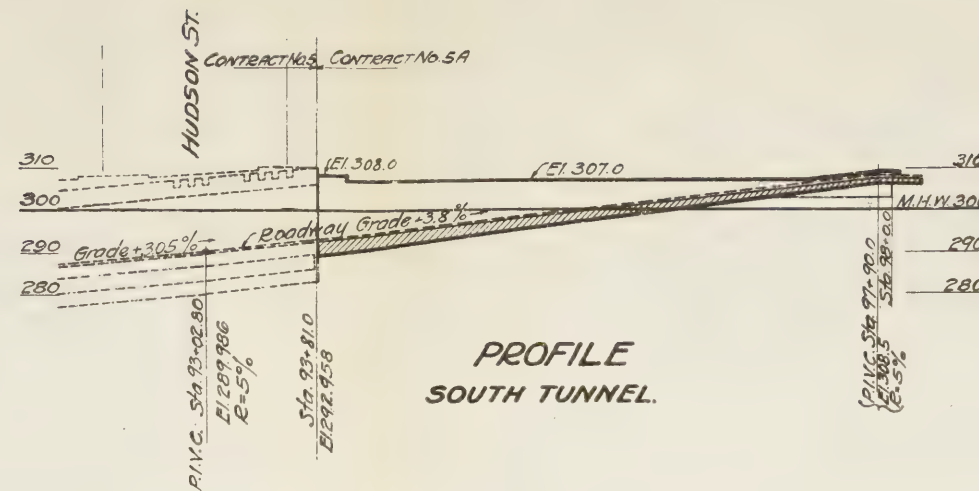 HUDSON ST.
CONTRACT No.5
CONTRACT No.5A
310
300
290
280
El. 308.0
El. 307.0
310
M.H.W. 300
290
280
Grade +3.05%
Roadway Grade +3.8%
P.I.V.C. Sta. 93+02.80
El. 289.986
R=5%
Sta. 93+81.0
El. 292.958
P.I.V.C. Sta. 97+90.0
El. 308.5
R=5%
Sta. 98+0.0
PROFILE
SOUTH TUNNEL.